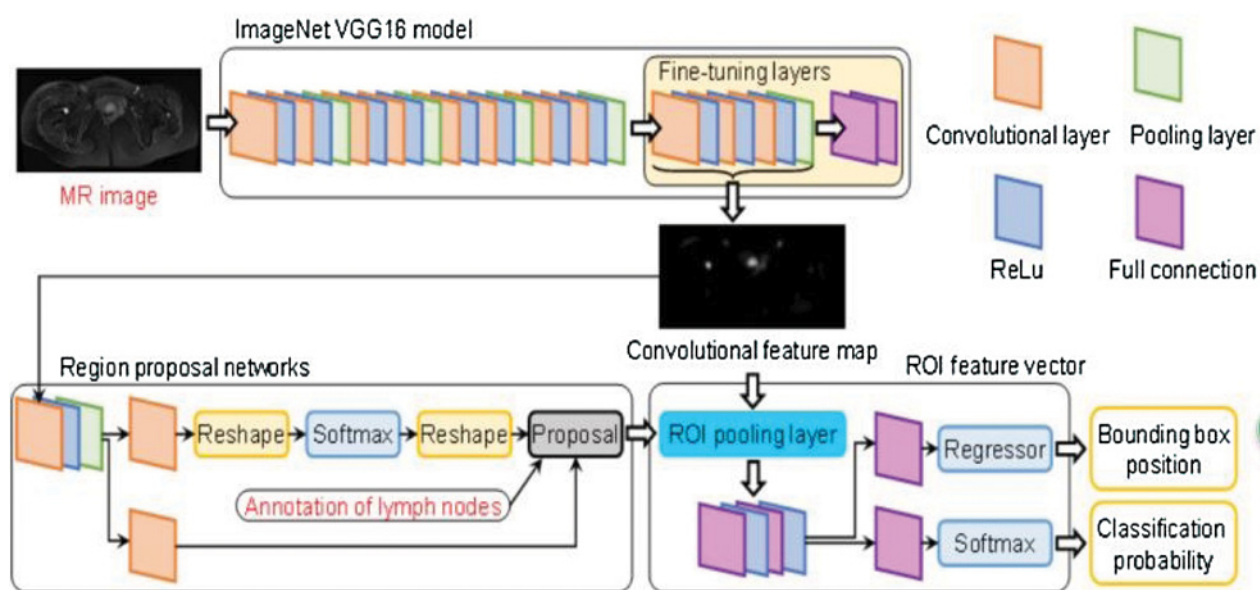 ImageNet VGG16 model
Fine-tuning layers
MR image
Convolutional layer
Pooling layer
ReLu
Full connection
Convolutional feature map
Region proposal networks
ROI feature vector
Reshape
Softmax
Reshape
Proposal
Annotation of lymph nodes
ROI pooling layer
Regressor
Softmax
Bounding box
position
Classification
probability